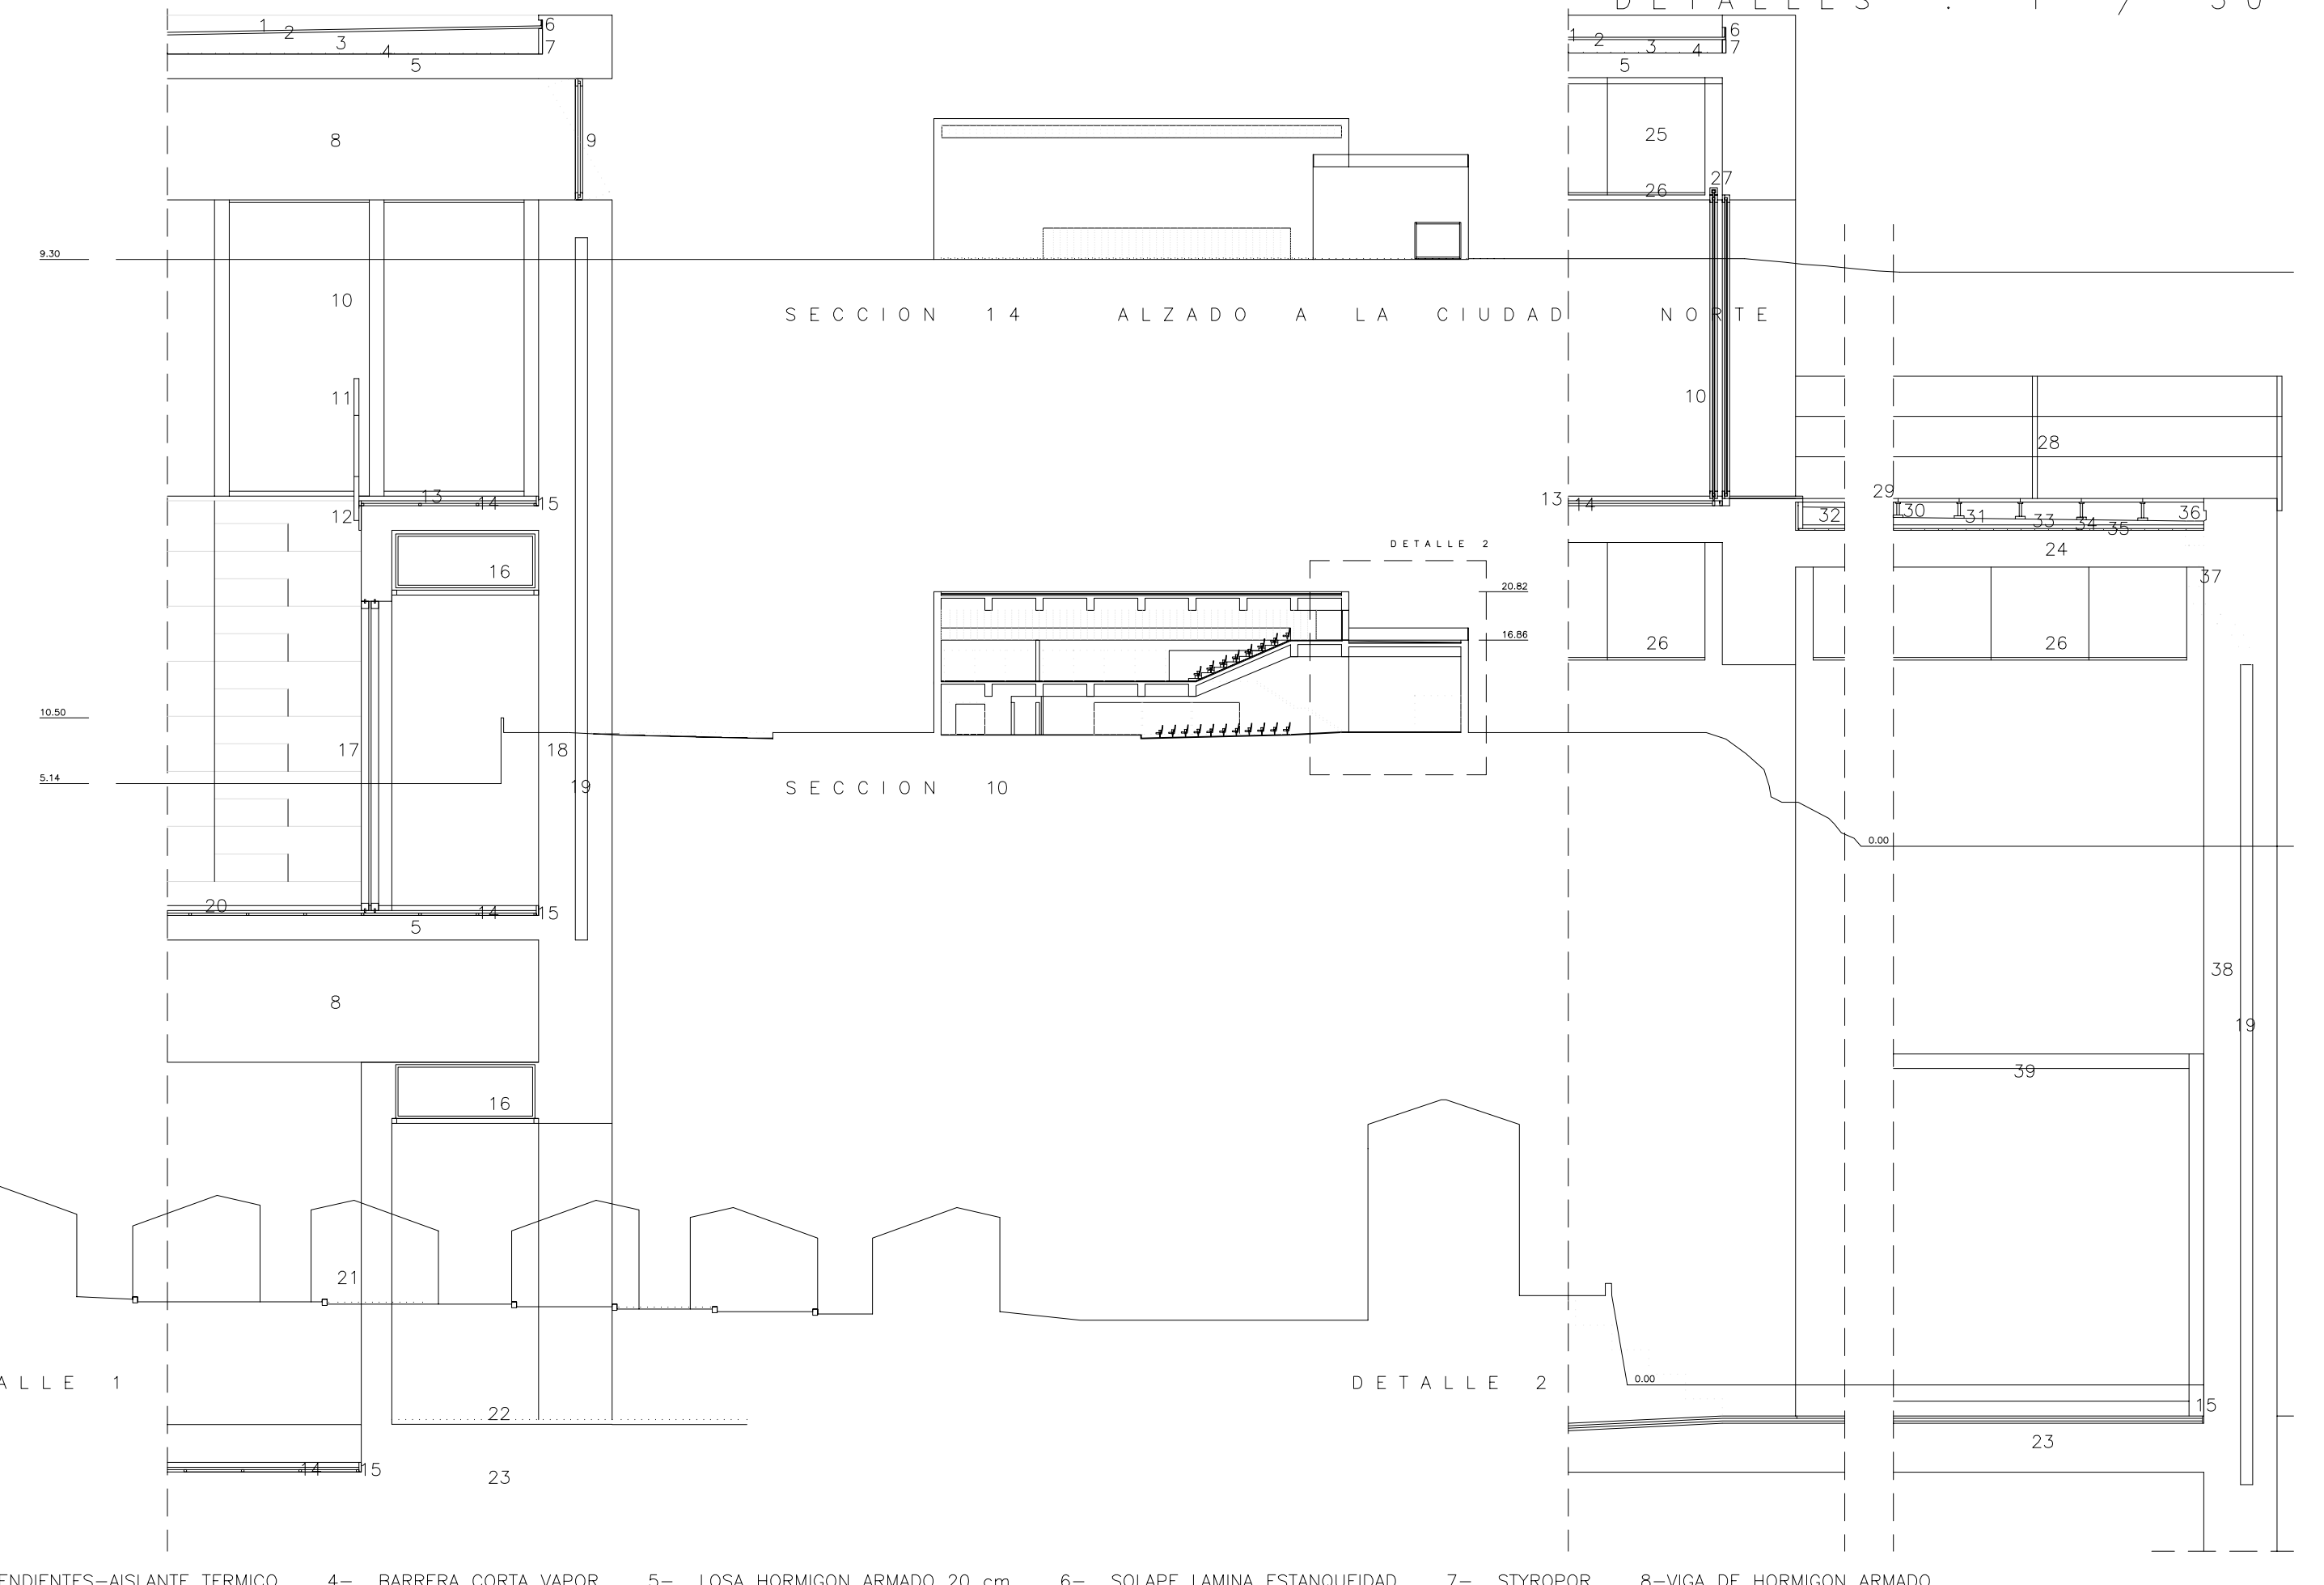 DETALLES : 1 / 50
1 2 3 4 5 6 7
1 2 3 4 5 6 7
8 9
25
26 27
9.30
10
SECCION 14 ALZADO A LA CIUDAD NORTE
11
10
28
12 13 14 15
13 14
29 30 31 32 33 34 35 36
DETALLE 2
24
16
37
20.82
16.86
26
26
10.50
17 18 19
5.14
SECCION 10
0.00
20 14 15
5
38
8
19
39
16
21
ALLE 1
DETALLE 2
0.00
22
15
14 15
23
23
ENDIENTES-AISLANTE TERMICO 4- BARRERA CORTA VAPOR 5- LOSA HORMIGON ARMADO 20 cm 6- SOLAPE LAMINA ESTANQUEIDAD 7- STYROPOR 8-VIGA DE HORMIGON ARMADO